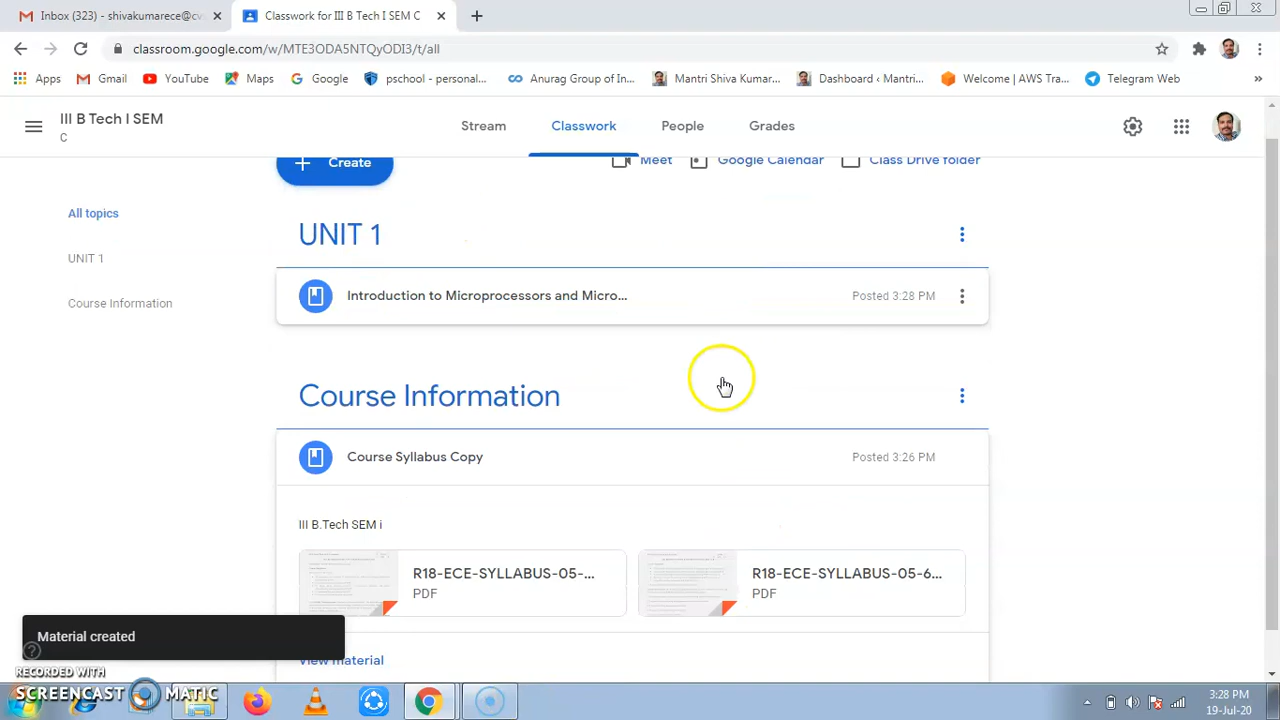 Inbox (323) - shivakumarece@cv
Classwork for III B Tech I SEM C
classroom.google.com/w/MTE3ODA5NTQyODI3/t/all
Apps
Gmail
YouTube
Maps
Google
pschool - personal...
Anurag Group of In...
Mantri Shiva Kumar...
Dashboard ‹ Mantri...
Welcome | AWS Tra...
Telegram Web
»
III B Tech I SEM
C
Stream
Classwork
People
Grades
Create
Meet
Google Calendar
Class Drive folder
All topics
UNIT 1
Course Information
UNIT 1
Introduction to Microprocessors and Micro...
Posted 3:28 PM
Course Information
Course Syllabus Copy
Posted 3:26 PM
III B.Tech SEM i
R18-ECE-SYLLABUS-05-...
PDF
R18-ECE-SYLLABUS-05-6...
PDF
View material
Material created
RECORDED WITH
SCREENCAST MATIC
3:28 PM
19-Jul-20